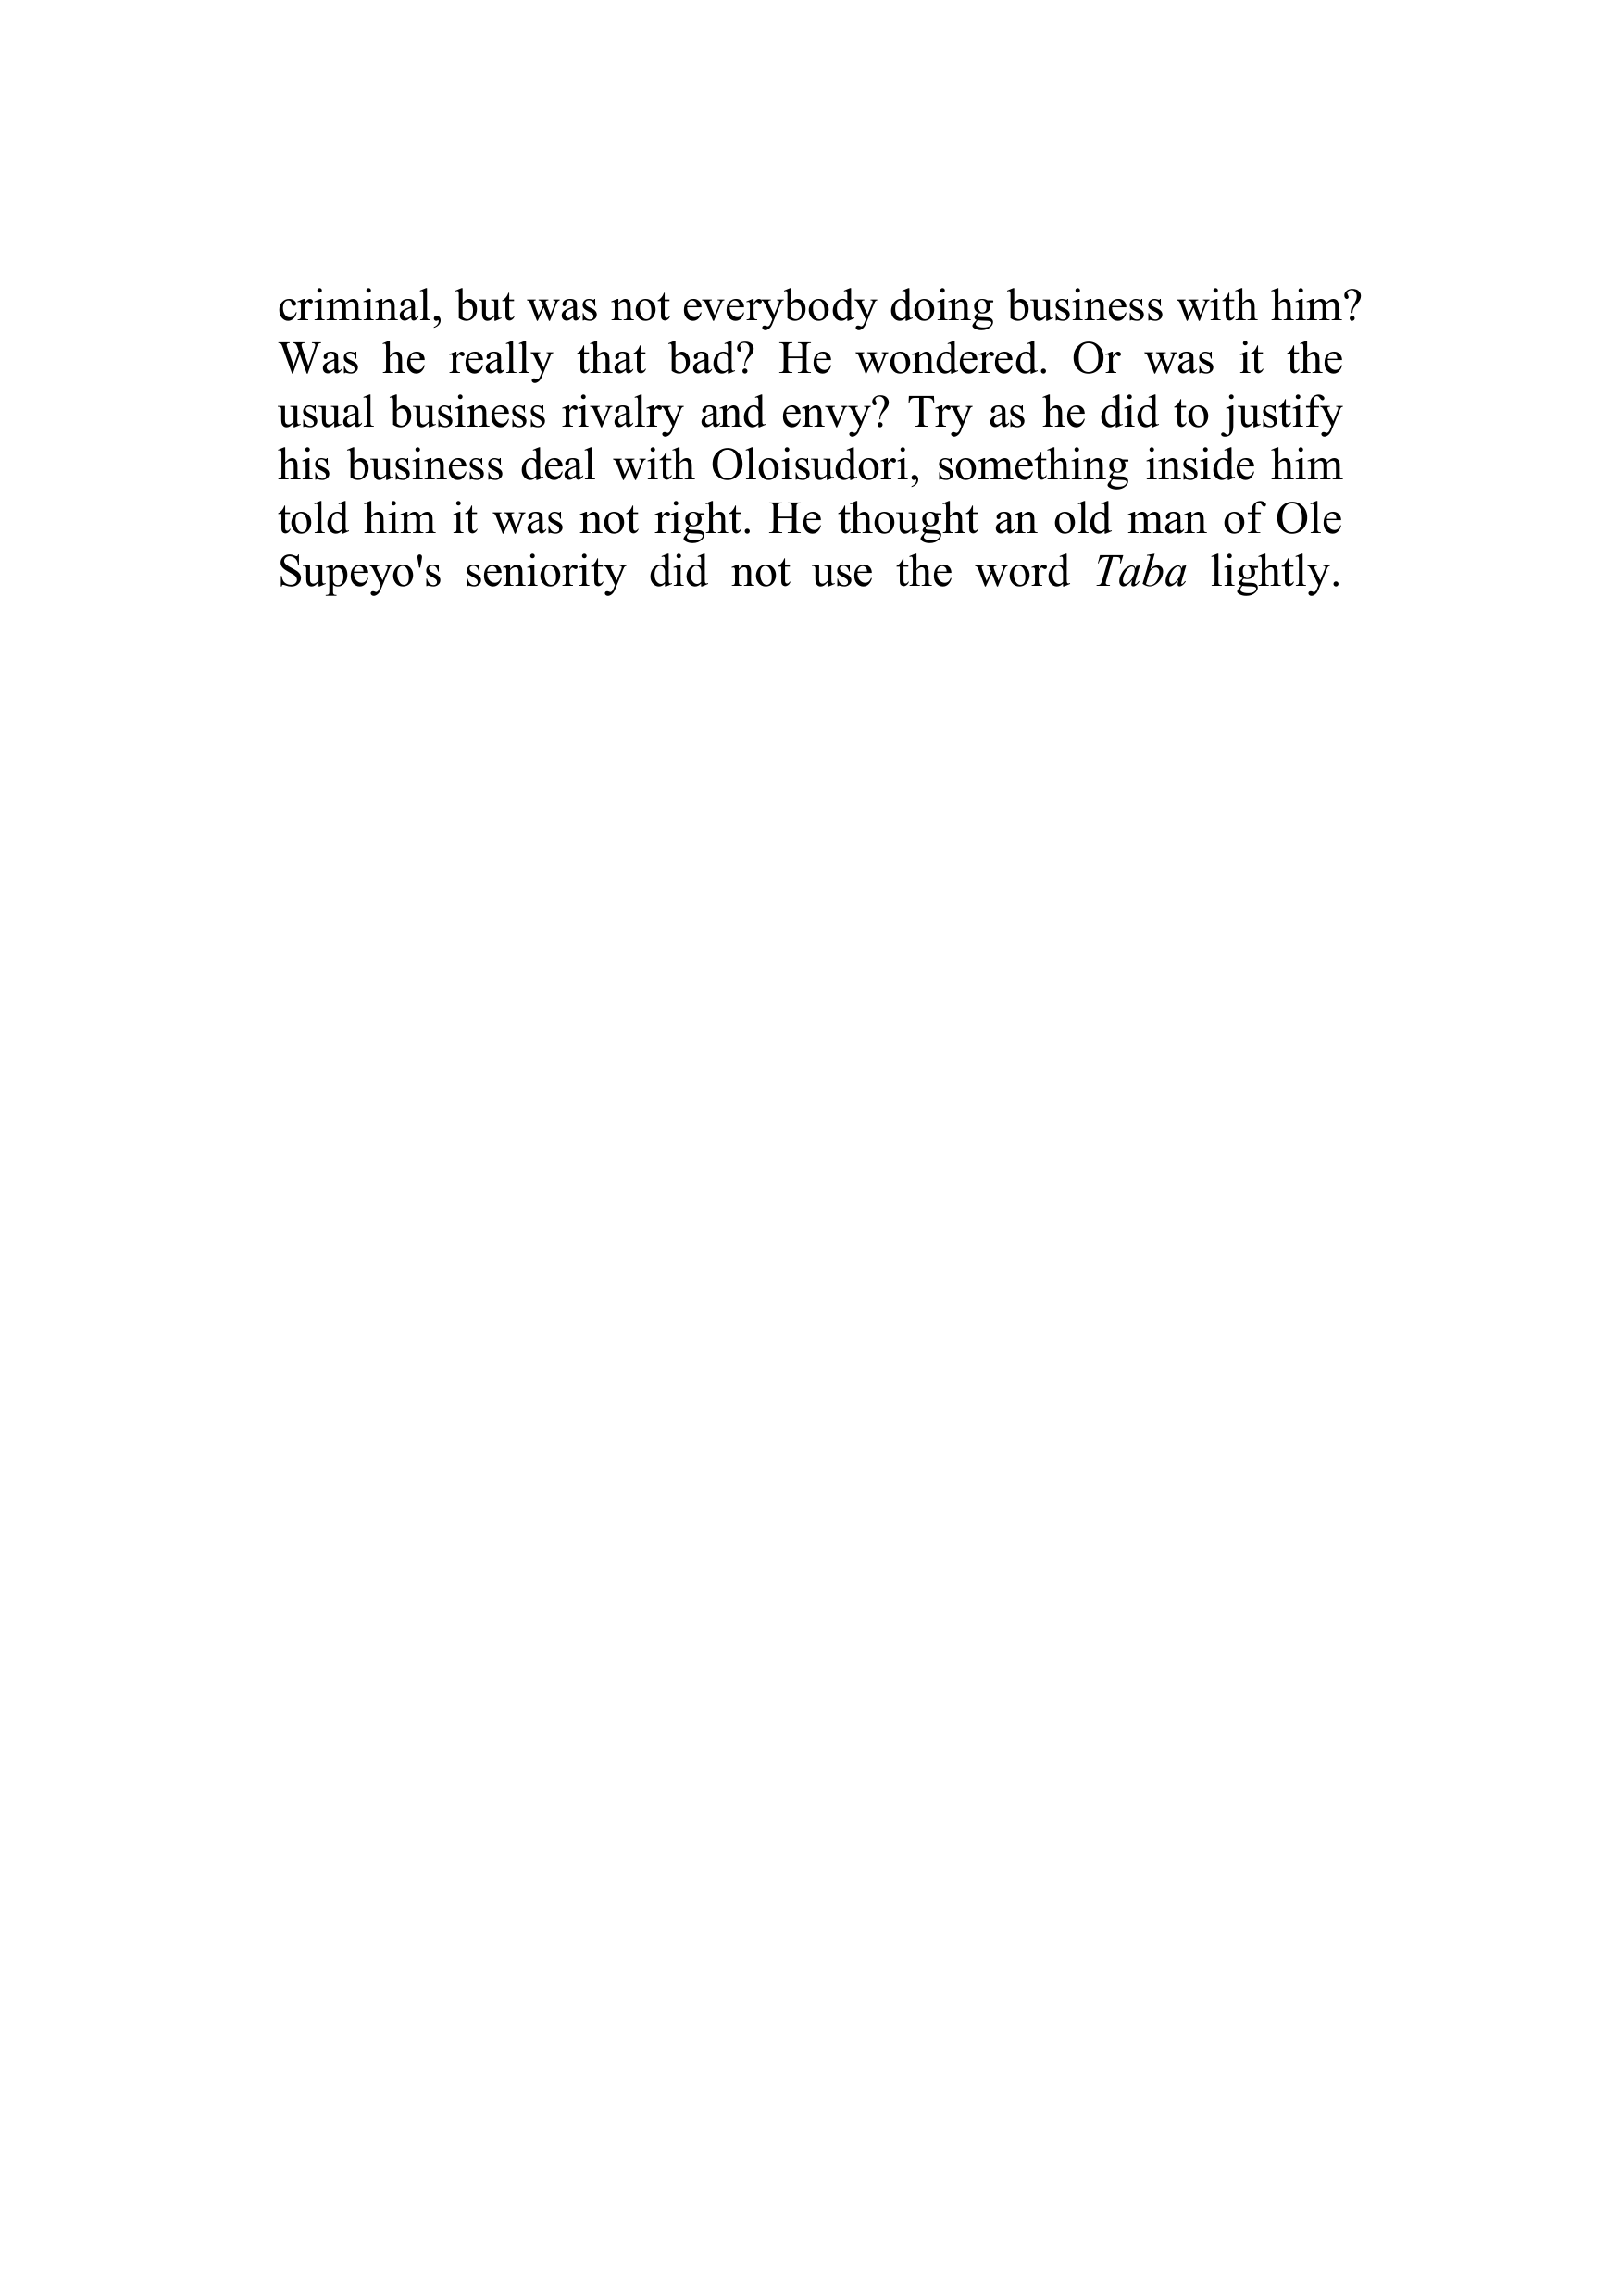 criminal, but was not everybody doing business with him?
Was he really that bad? He wondered. Or was it the
usual business rivalry and envy? Try as he did to justify
his business deal with Oloisudori, something inside him
told him it was not right. He thought an old man of Ole
Supeyo's seniority did not use the word Taba lightly.